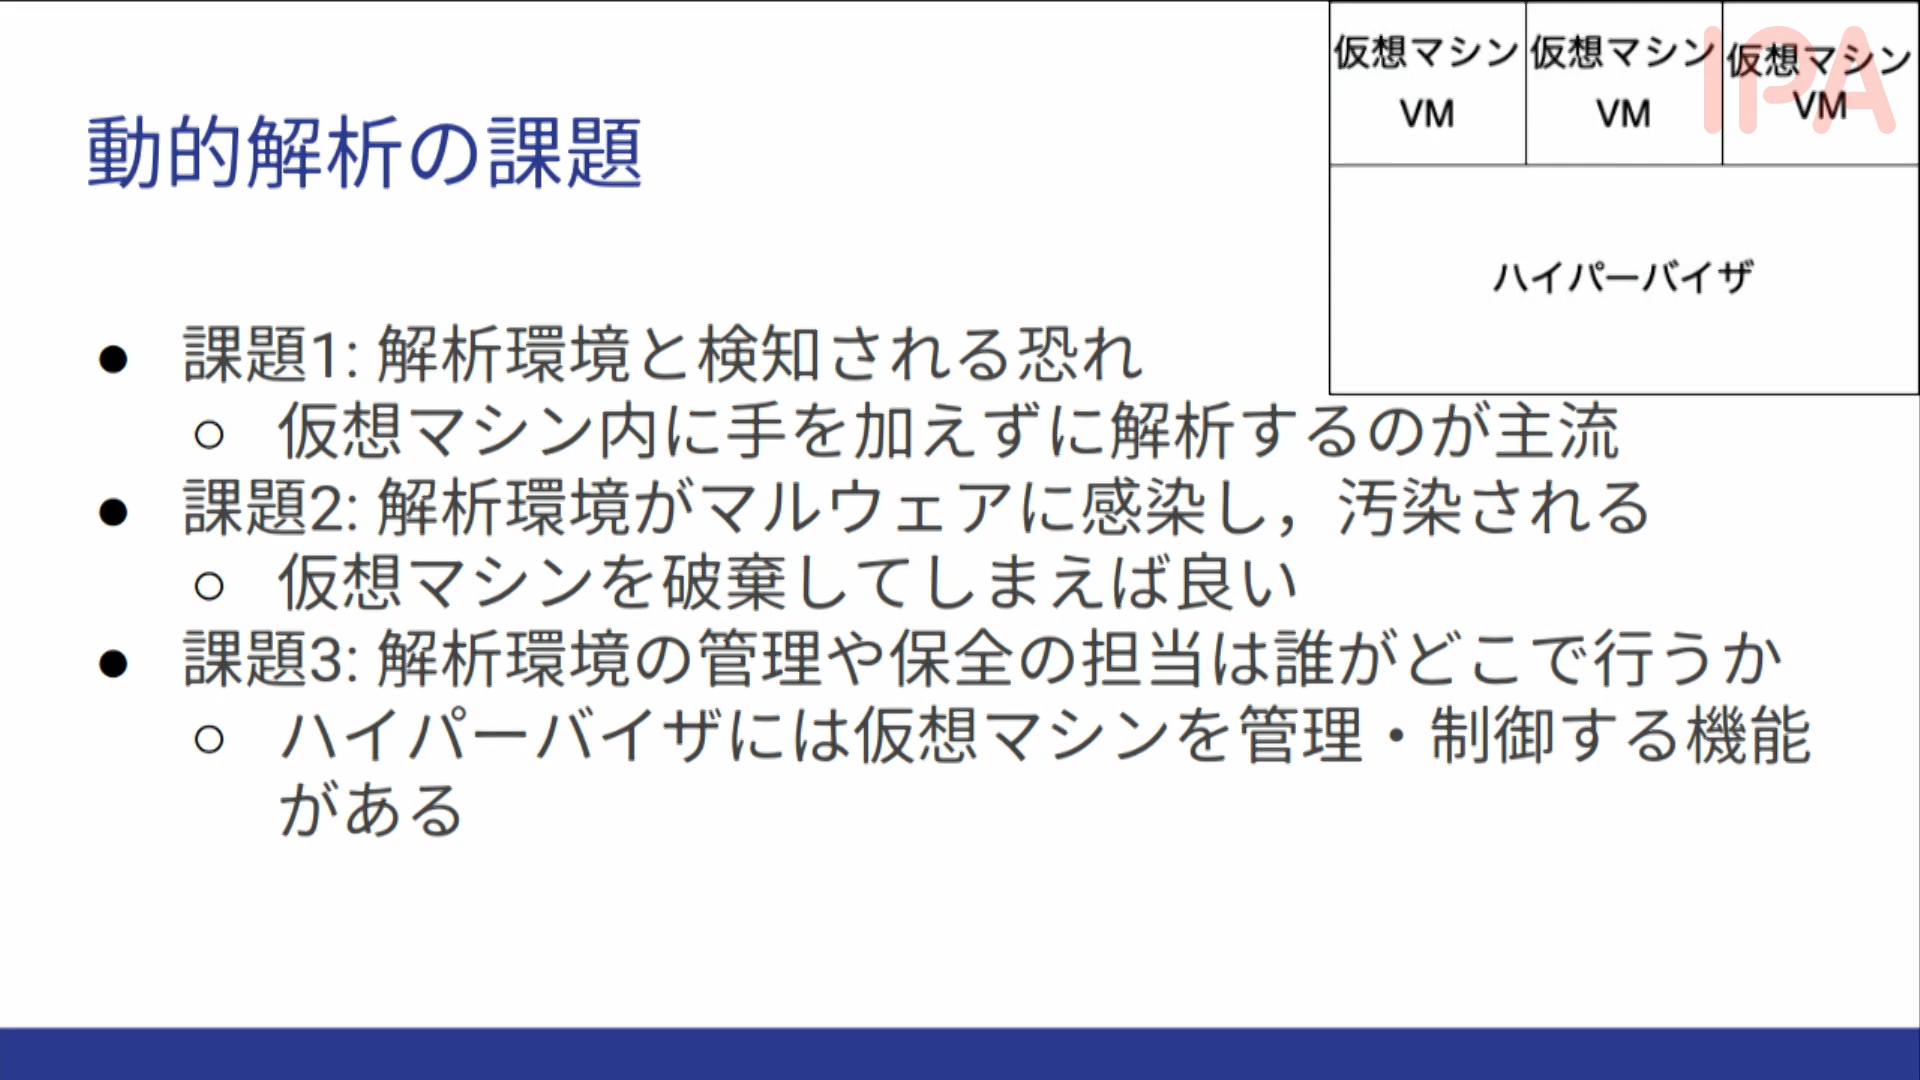 仮想マシン 仮想マシン 仮想マシン
VM VM VM
IPA
ハイパーバイザ
動的解析の課題
● 課題1: 解析環境と検知される恐れ
○ 仮想マシン内に手を加えずに解析するのが主流
● 課題2: 解析環境がマルウェアに感染し，汚染される
○ 仮想マシンを破棄してしまえば良い
● 課題3: 解析環境の管理や保全の担当は誰がどこで行うか
○ ハイパーバイザには仮想マシンを管理・制御する機能
がある